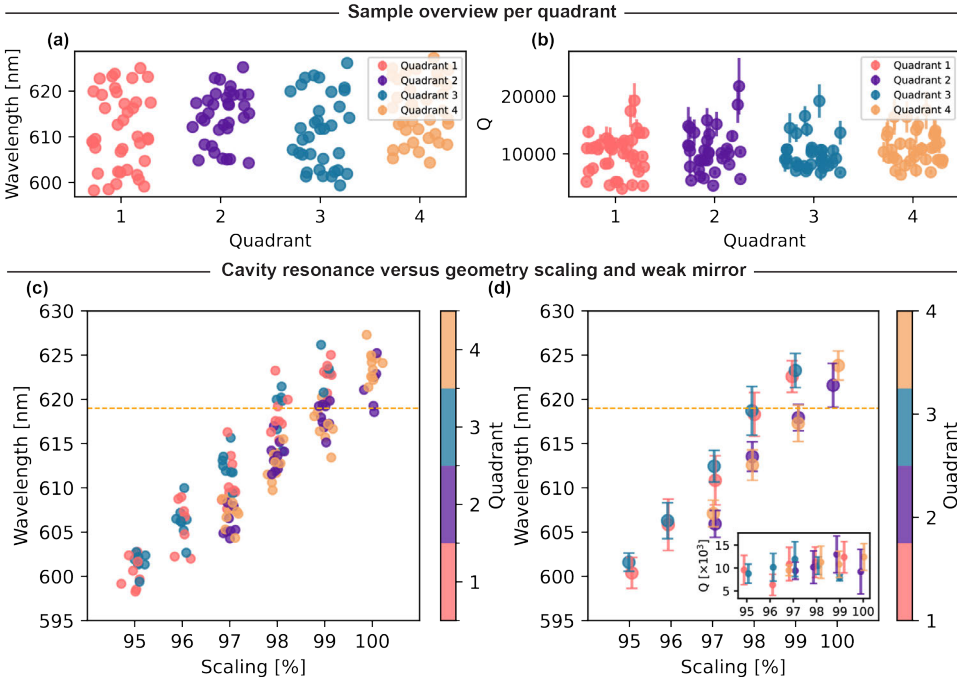 Sample overview per quadrant
(a)
Wavelength [nm]
620
610
600
1
2
3
4
Quadrant
Quadrant 1
Quadrant 2
Quadrant 3
Quadrant 4
(b)
Q
20000
10000
1
2
3
4
Quadrant
Quadrant 1
Quadrant 2
Quadrant 3
Quadrant 4
Cavity resonance versus geometry scaling and weak mirror
(c)
Wavelength [nm]
630
625
620
615
610
605
600
595
95
96
97
98
99
100
Scaling [%]
4
3
2
1
Quadrant
(d)
Wavelength [nm]
630
625
620
615
610
605
600
595
95
96
97
98
99
100
Scaling [%]
Q [×10³]
15
10
5
95
96
97
98
99
100
4
3
2
1
Quadrant